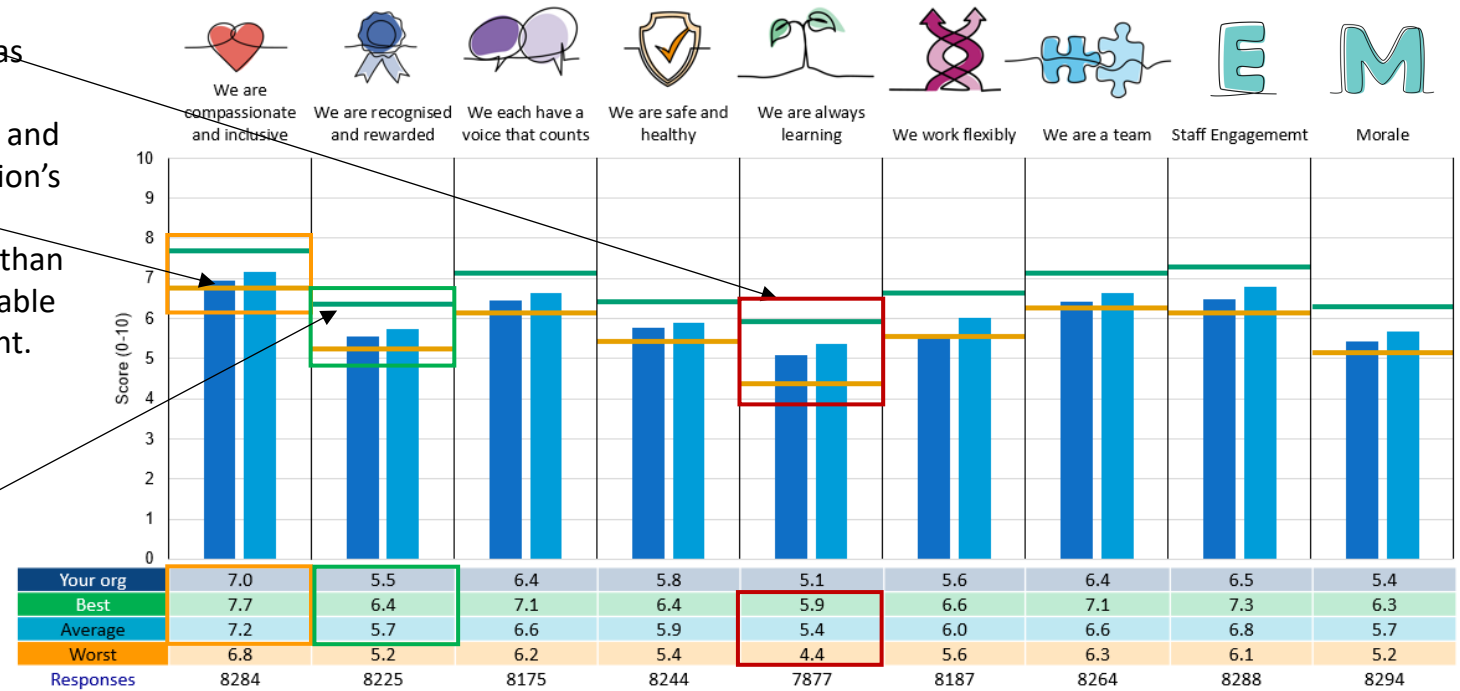 as
and
ion's
than
able
nt.
We are
compassionate
and inclusive
We are recognised
and rewarded
We each have a
voice that counts
We are safe and
healthy
We are always
learning
We work flexibly
We are a team
E
Staff Engagememt
M
Morale
Score (0-10)
10
9
8
7
6
5
4
3
2
1
0
Your org 7.0 5.5 6.4 5.8 5.1 5.6 6.4 6.5 5.4
Best 7.7 6.4 7.1 6.4 5.9 6.6 7.1 7.3 6.3
Average 7.2 5.7 6.6 5.9 5.4 6.0 6.6 6.8 5.7
Worst 6.8 5.2 6.2 5.4 4.4 5.6 6.3 6.1 5.2
Responses 8284 8225 8175 8244 7877 8187 8264 8288 8294